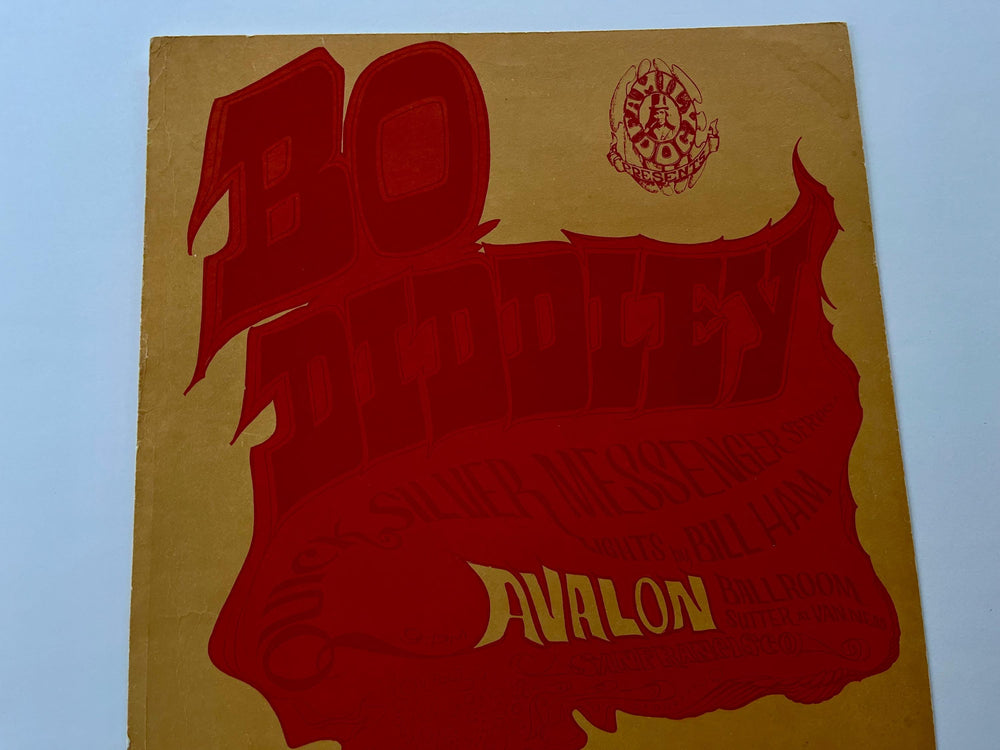 BO
FAMILY
DOG
PRESENTS
DIDDLEY
QUICK SILVER MESSENGER
LIGHTS by BILL HAM
AVALON BALLROOM
SUTTER at VAN NESS
SAN FRANCISCO